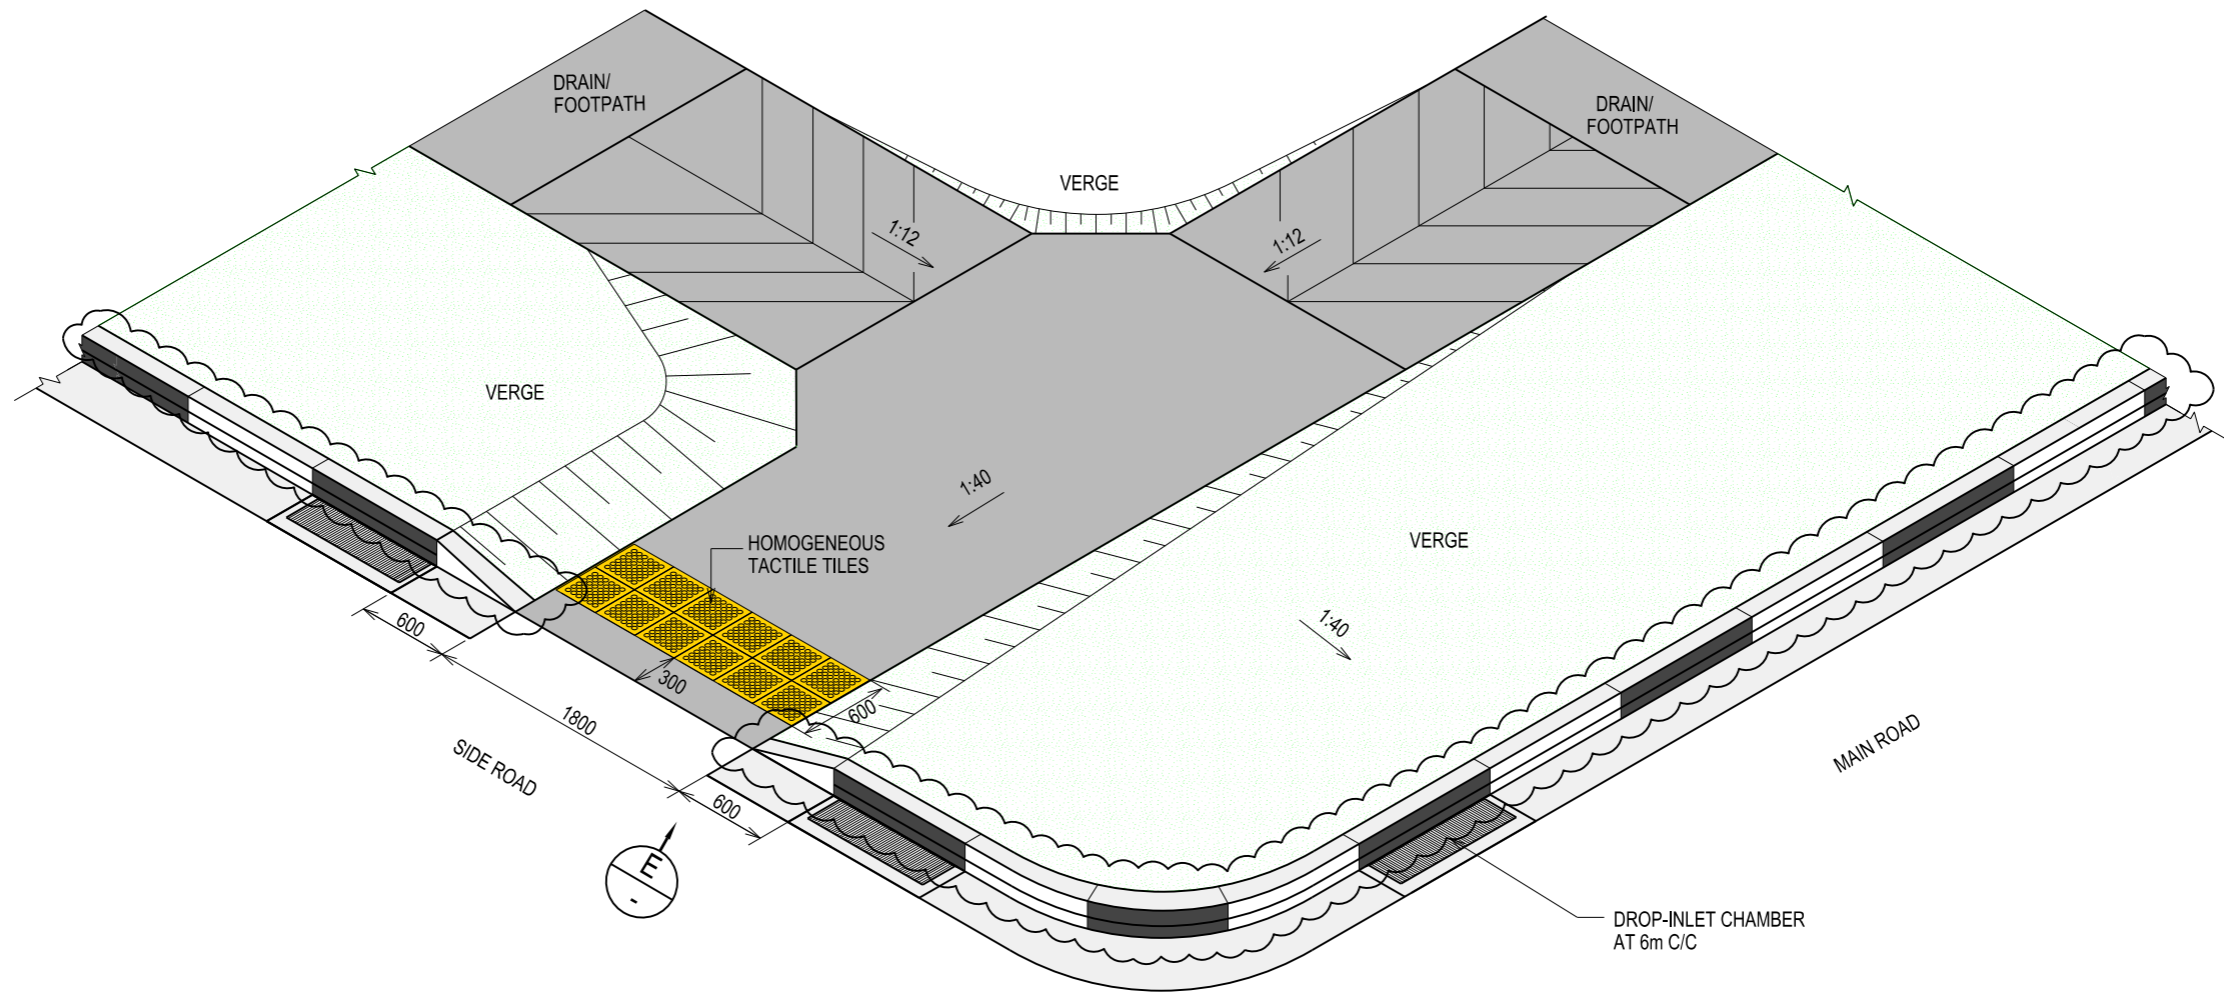 DRAIN/
FOOTPATH
DRAIN/
FOOTPATH
VERGE
1:12
1:12
VERGE
1:40
HOMOGENEOUS
TACTILE TILES
VERGE
1:40
600
300
600
1800
600
SIDE ROAD
MAIN ROAD
E
-
DROP-INLET CHAMBER
AT 6m C/C